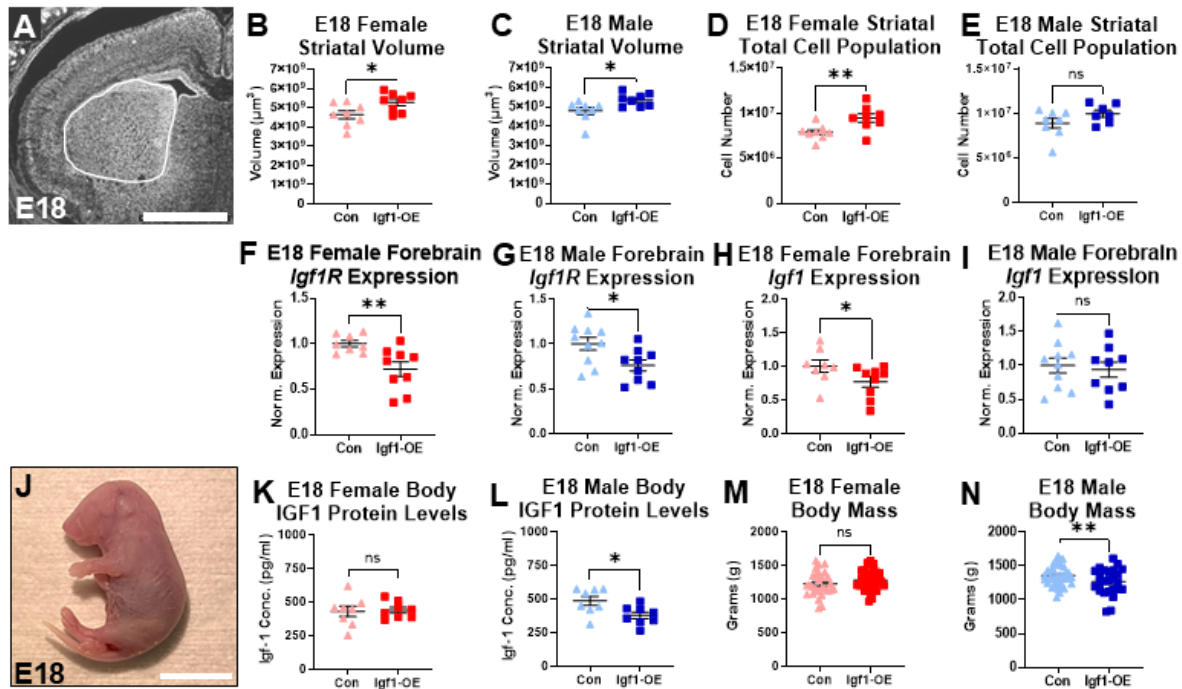 A
E18
B
E18 Female
Striatal Volume
Volume (µm³)
7×10⁹
6×10⁹
5×10⁹
4×10⁹
3×10⁹
2×10⁹
1×10⁹
0
*
Con Igf1-OE
C
E18 Male
Striatal Volume
Volume (µm³)
7×10⁹
6×10⁹
5×10⁹
4×10⁹
3×10⁹
2×10⁹
1×10⁹
0
*
Con Igf1-OE
D
E18 Female Striatal
Total Cell Population
Cell Number
1.5×10⁷
1×10⁷
5×10⁶
0
**
Con Igf1-OE
E
E18 Male Striatal
Total Cell Population
Cell Number
1.5×10⁷
1×10⁷
5×10⁶
0
ns
Con Igf1-OE
F
E18 Female Forebrain
Igf1R Expression
Norm. Expression
1.5
1.0
0.5
0.0
**
Con Igf1-OE
G
E18 Male Forebrain
Igf1R Expression
Norm. Expression
1.5
1.0
0.5
0.0
*
Con Igf1-OE
H
E18 Female Forebrain
Igf1 Expression
Norm. Expression
2.0
1.5
1.0
0.5
0.0
*
Con Igf1-OE
I
E18 Male Forebrain
Igf1 Expression
Norm. Expression
2.0
1.5
1.0
0.5
0.0
ns
Con Igf1-OE
J
E18
K
E18 Female Body
IGF1 Protein Levels
Igf-1 Conc. (pg/ml)
1000
750
500
250
0
ns
Con Igf1-OE
L
E18 Male Body
IGF1 Protein Levels
Igf-1 Conc. (pg/ml)
1000
750
500
250
0
*
Con Igf1-OE
M
E18 Female
Body Mass
Grams (g)
2000
1500
1000
500
0
ns
Con Igf1-OE
N
E18 Male
Body Mass
Grams (g)
2000
1500
1000
500
0
**
Con Igf1-OE